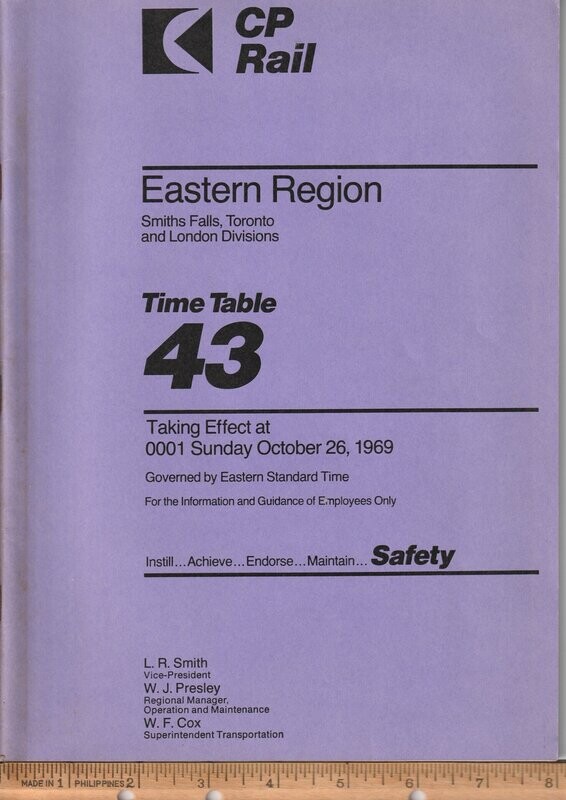 CP
Rail
Eastern Region
Smiths Falls, Toronto
and London Divisions
Time Table
43
Taking Effect at
0001 Sunday October 26, 1969
Governed by Eastern Standard Time
For the Information and Guidance of Employees Only
Instill...Achieve...Endorse...Maintain... Safety
L. R. Smith
Vice-President
W. J. Presley
Regional Manager,
Operation and Maintenance
W. F. Cox
Superintendent Transportation
MADE IN 1 PHILIPPINES 2 3 4 5 6 7 8